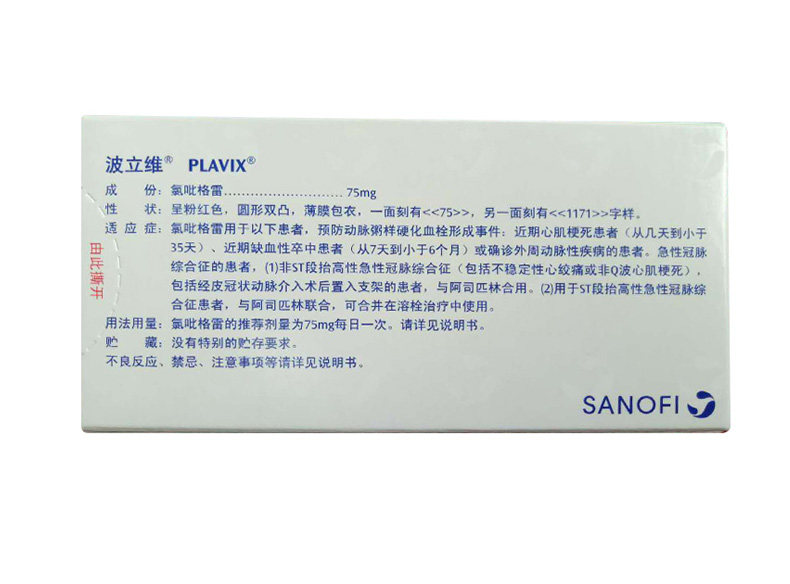 波立维® PLAVIX®
成 份：氯吡格雷........................... 75mg
性 状：呈粉红色，圆形双凸，薄膜包衣，一面刻有<<75>>，另一面刻有<<1171>>字样。
适 应 症：氯吡格雷用于以下患者，预防动脉粥样硬化血栓形成事件：近期心肌梗死患者（从几天到小于
35天）、近期缺血性卒中患者（从7天到小于6个月）或确诊外周动脉性疾病的患者。急性冠脉
综合征的患者，(1)非ST段抬高性急性冠脉综合征（包括不稳定性心绞痛或非Q波心肌梗死），
包括经皮冠状动脉介入术后置入支架的患者，与阿司匹林合用。(2)用于ST段抬高性急性冠脉综
合征患者，与阿司匹林联合，可合并在溶栓治疗中使用。
用法用量：氯吡格雷的推荐剂量为75mg每日一次。请详见说明书。
贮 藏：没有特别的贮存要求。
不良反应、禁忌、注意事项等请详见说明书。
由此撕开
SANOFI